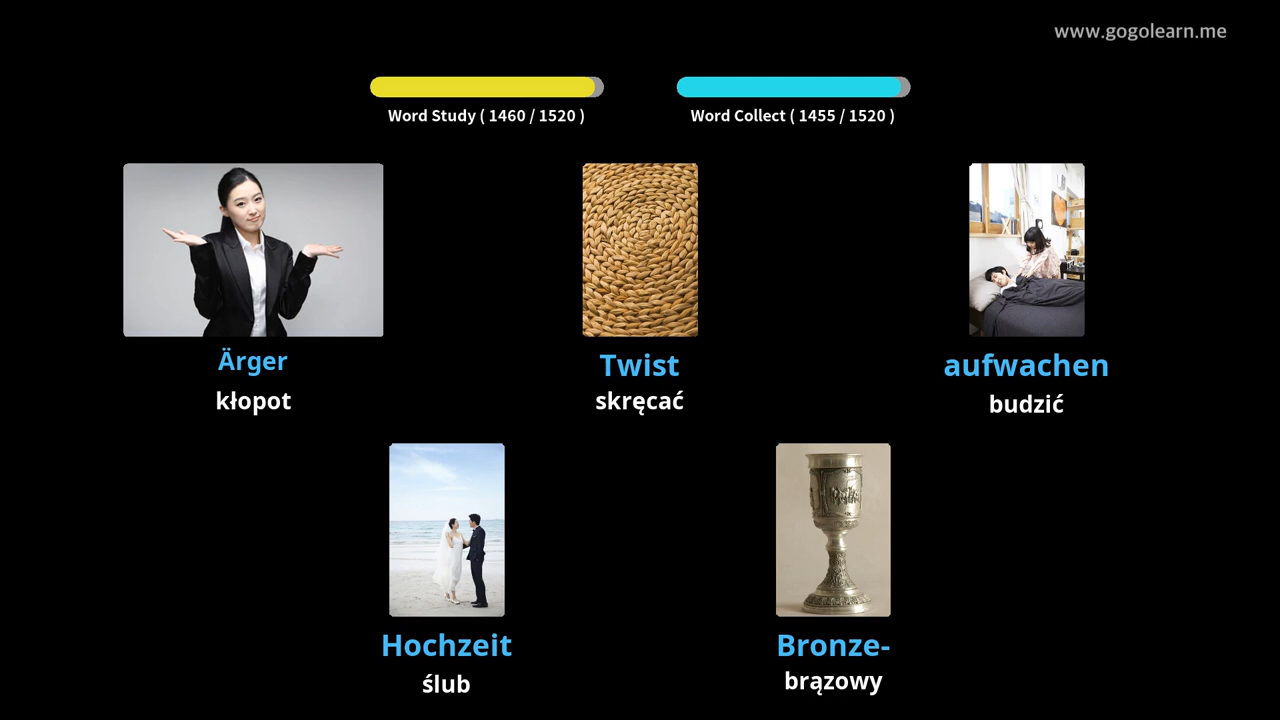 www.gogolearn.me
Word Study ( 1460 / 1520 )
Word Collect ( 1455 / 1520 )
Ärger
kłopot
Twist
skręcać
aufwachen
budzić
Hochzeit
ślub
Bronze-
brązowy